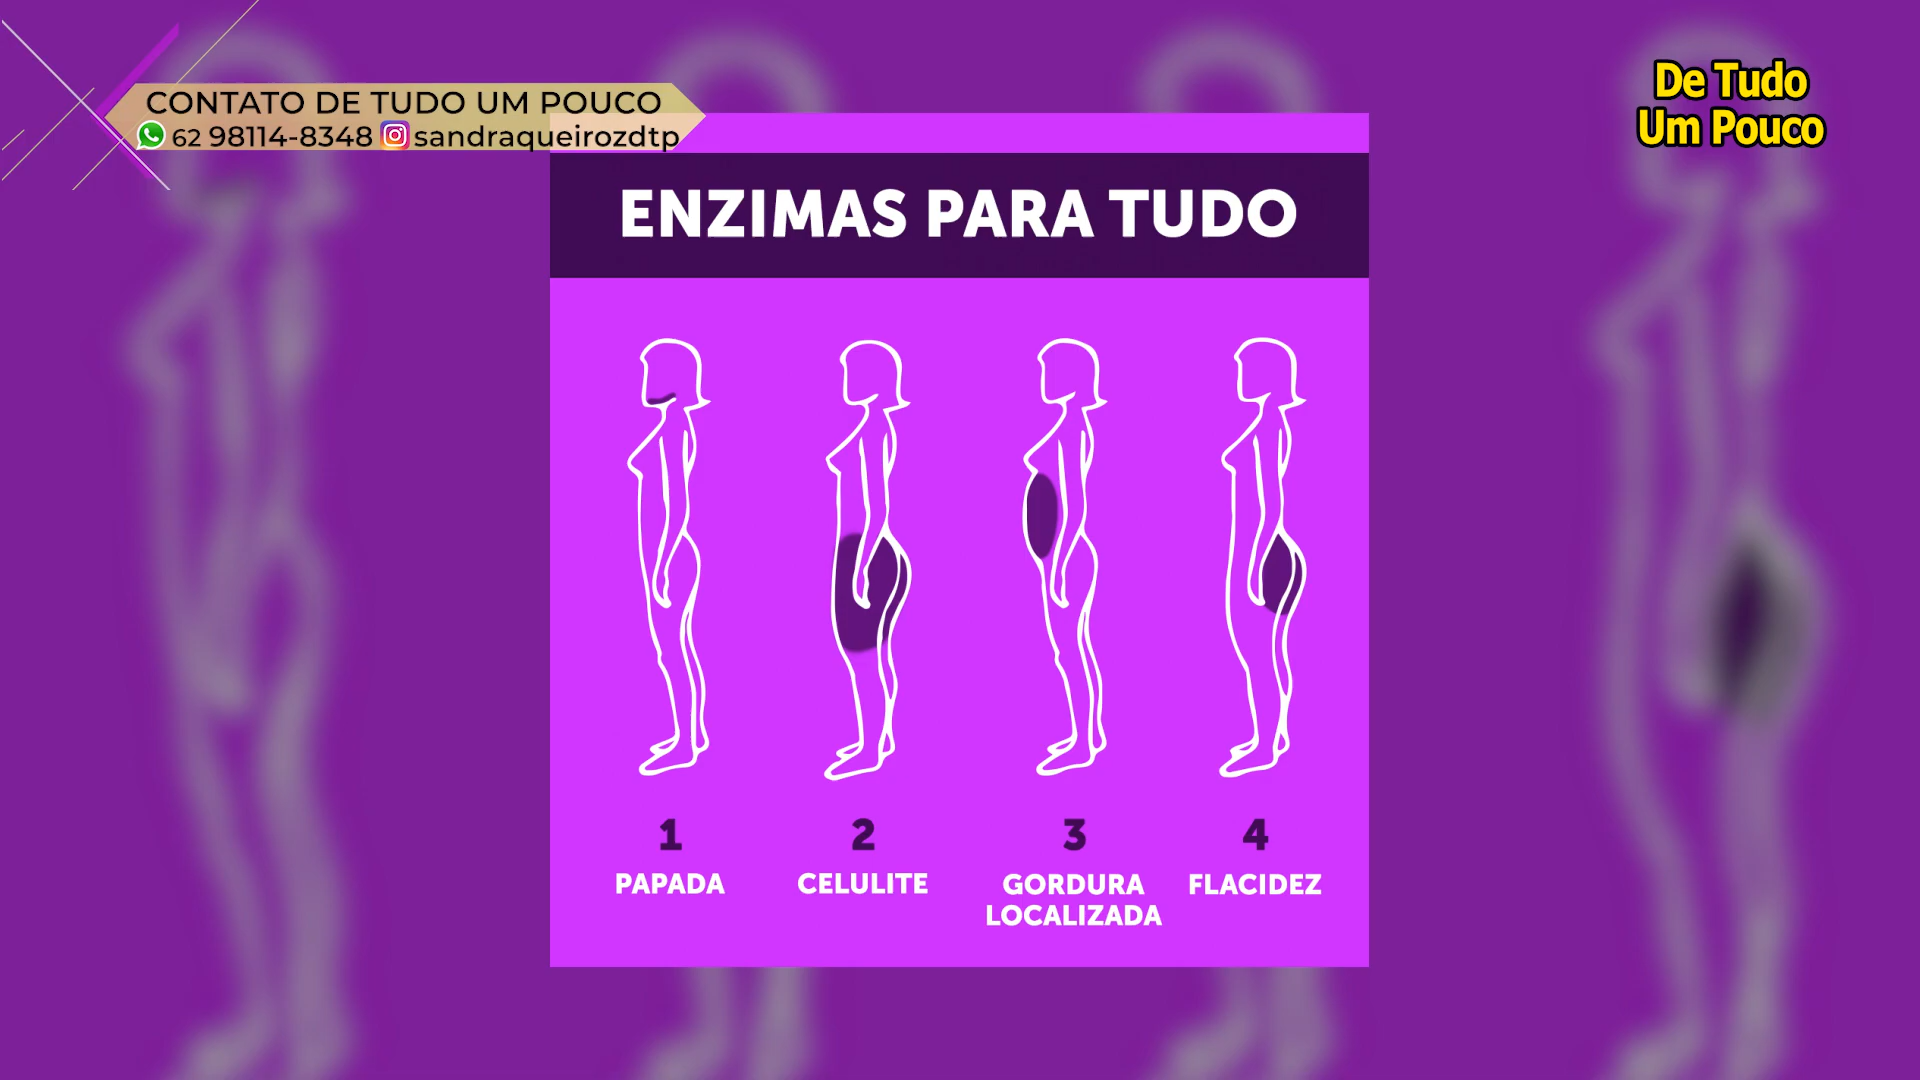 CONTATO DE TUDO UM POUCO
62 98114-8348 sandraqueirozdtp
De Tudo
Um Pouco
ENZIMAS PARA TUDO
1
PAPADA
2
CELULITE
3
GORDURA
LOCALIZADA
4
FLACIDEZ